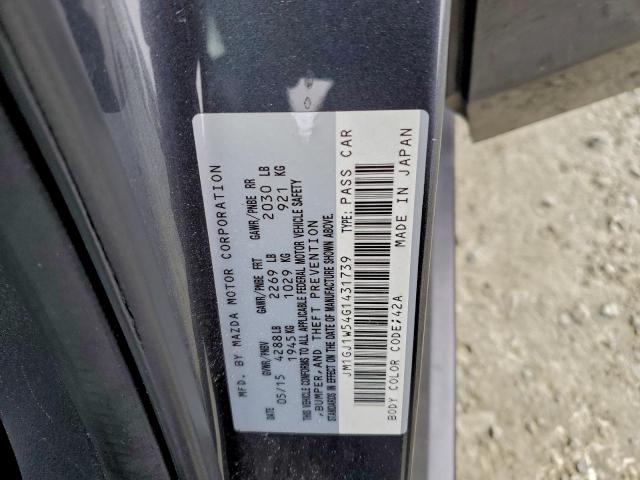 MFD. BY MAZDA MOTOR CORPORATION
DATE GVWR/PNBV GAWR/PNBE FRT GAWR/PNBE RR
05/15 4288 LB 2269 LB 2030 LB
1945 KG 1029 KG 921 KG
THIS VEHICLE CONFORMS TO ALL APPLICABLE FEDERAL MOTOR VEHICLE SAFETY
,BUMPER,AND THEFT PREVENTION
STANDARDS IN EFFECT ON THE DATE OF MANUFACTURE SHOWN ABOVE.
JM1GJ1W54G1431739 TYPE: PASS CAR
BODY COLOR CODE;42A MADE IN JAPAN